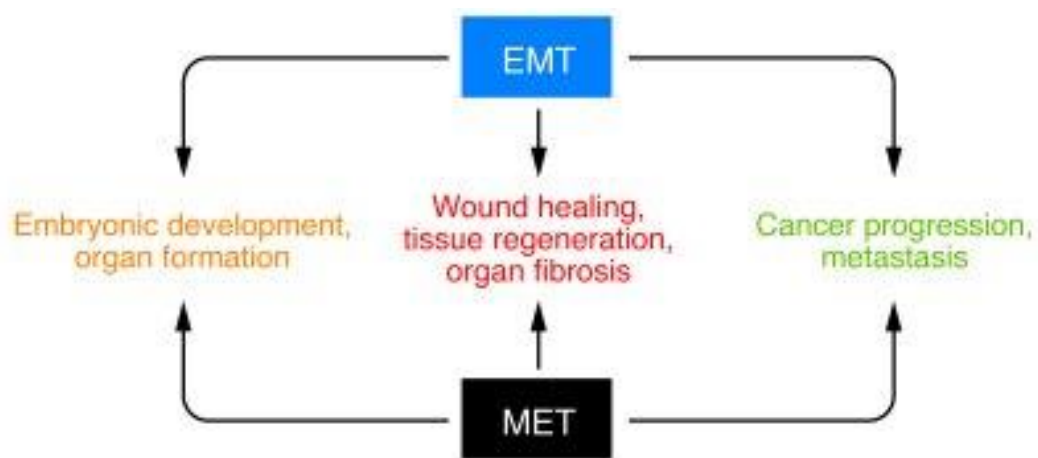 EMT
Embryonic development,
organ formation
Wound healing,
tissue regeneration,
organ fibrosis
Cancer progression,
metastasis
MET